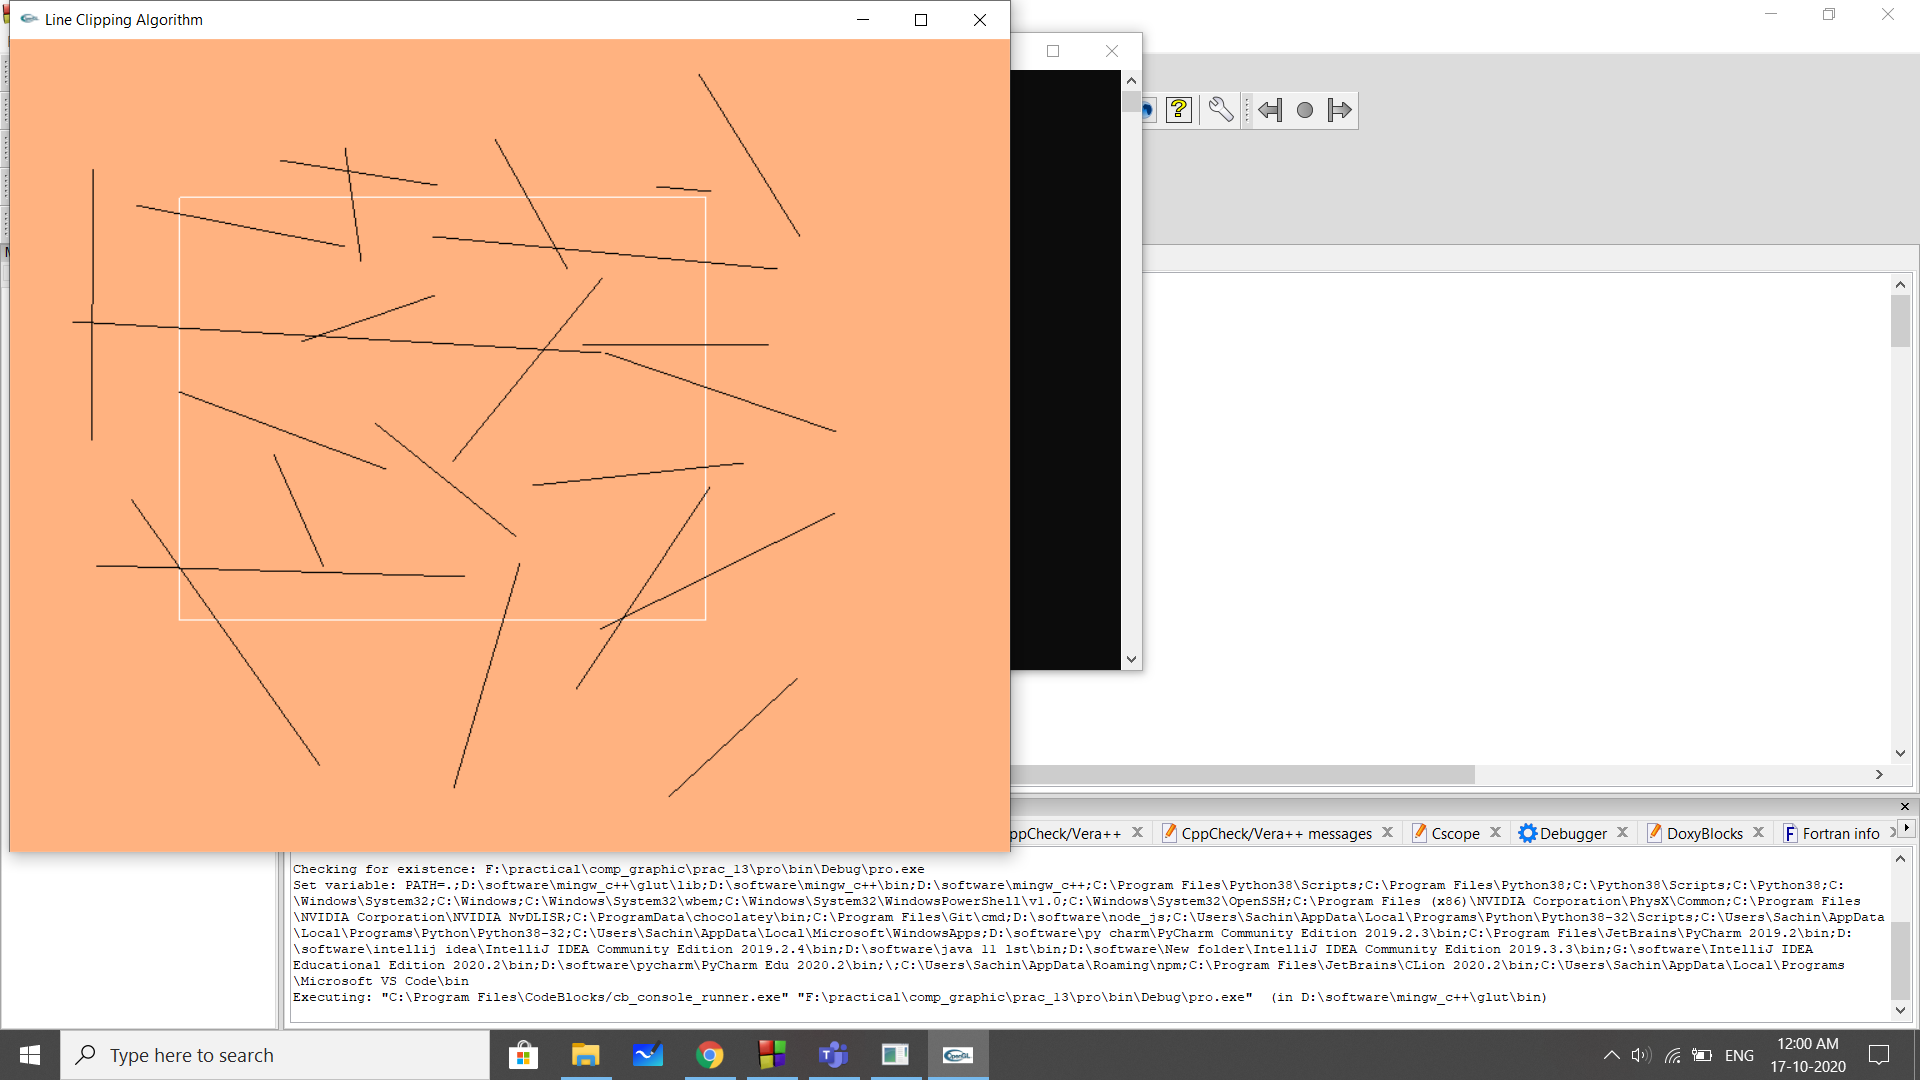 Line Clipping Algorithm
CppCheck/Vera++ messages
Cscope
Debugger
DoxyBlocks
Fortran info
Checking for existence: F:\practical\comp_graphic\prac_13\pro\bin\Debug\pro.exe
Set variable: PATH=.;D:\software\mingw_c++\glut\lib;D:\software\mingw_c++\bin;D:\software\mingw_c++;C:\Program Files\Python38\Scripts;C:\Program Files\Python38;C:\Python38\Scripts;C:\Python38;C:
\Windows\System32;C:\Windows;C:\Windows\System32\wbem;C:\Windows\System32\WindowsPowerShell\v1.0;C:\Windows\System32\OpenSSH;C:\Program Files (x86)\NVIDIA Corporation\PhysX\Common;C:\Program Files
\NVIDIA Corporation\NVIDIA NvDLISR;C:\ProgramData\chocolatey\bin;C:\Program Files\Git\cmd;D:\software\node_js;C:\Users\Sachin\AppData\Local\Programs\Python\Python38-32\Scripts;C:\Users\Sachin\AppData
\Local\Programs\Python\Python38-32;C:\Users\Sachin\AppData\Local\Microsoft\WindowsApps;D:\software\py charm\PyCharm Community Edition 2019.2.3\bin;C:\Program Files\JetBrains\PyCharm 2019.2\bin;D:
\software\intellij idea\IntelliJ IDEA Community Edition 2019.2.4\bin;D:\software\java 11 lst\bin;D:\software\New folder\IntelliJ IDEA Community Edition 2019.3.3\bin;G:\software\IntelliJ IDEA
Educational Edition 2020.2\bin;D:\software\pycharm\PyCharm Edu 2020.2\bin;\;C:\Users\Sachin\AppData\Roaming\npm;C:\Program Files\JetBrains\CLion 2020.2\bin;C:\Users\Sachin\AppData\Local\Programs
\Microsoft VS Code\bin
Executing: "C:\Program Files\CodeBlocks/cb_console_runner.exe" "F:\practical\comp_graphic\prac_13\pro\bin\Debug\pro.exe"  (in D:\software\mingw_c++\glut\bin)
Type here to search
OpenGL
ENG
12:00 AM
17-10-2020